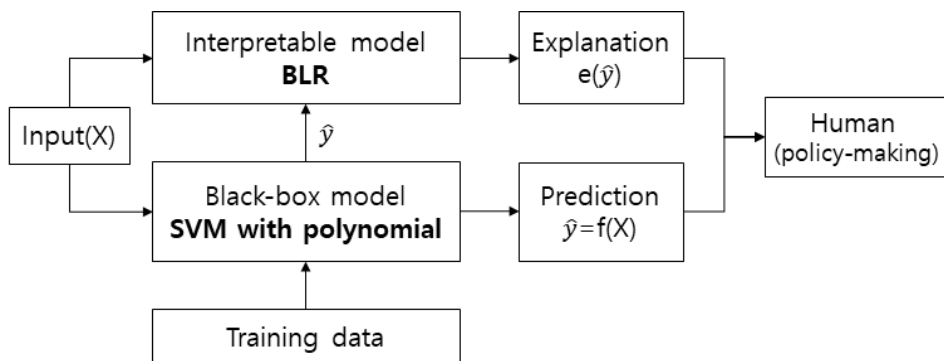 Interpretable model
BLR
Explanation
e(ŷ)
Input(X)
ŷ
Human
(policy-making)
Black-box model
SVM with polynomial
Prediction
ŷ=f(X)
Training data